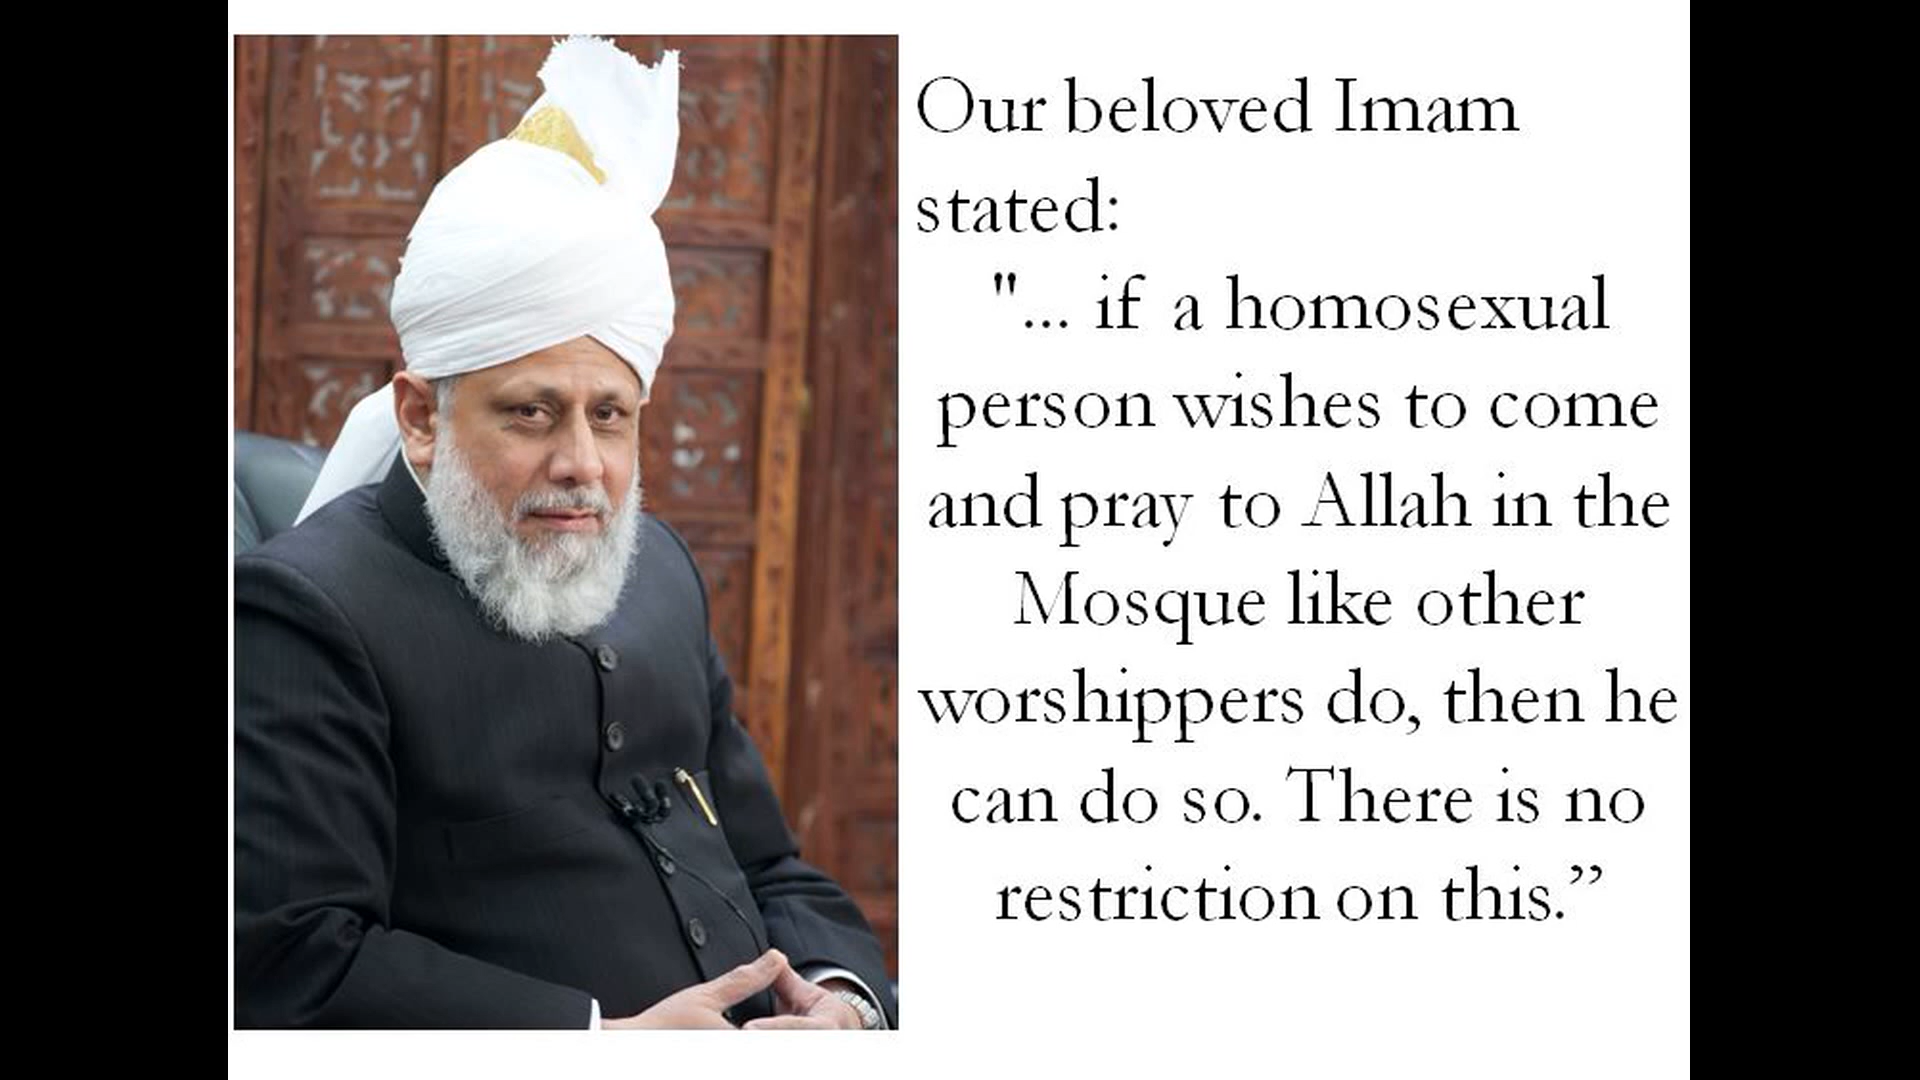 Our beloved Imam
stated:
"... if a homosexual
person wishes to come
and pray to Allah in the
Mosque like other
worshippers do, then he
can do so. There is no
restriction on this.”